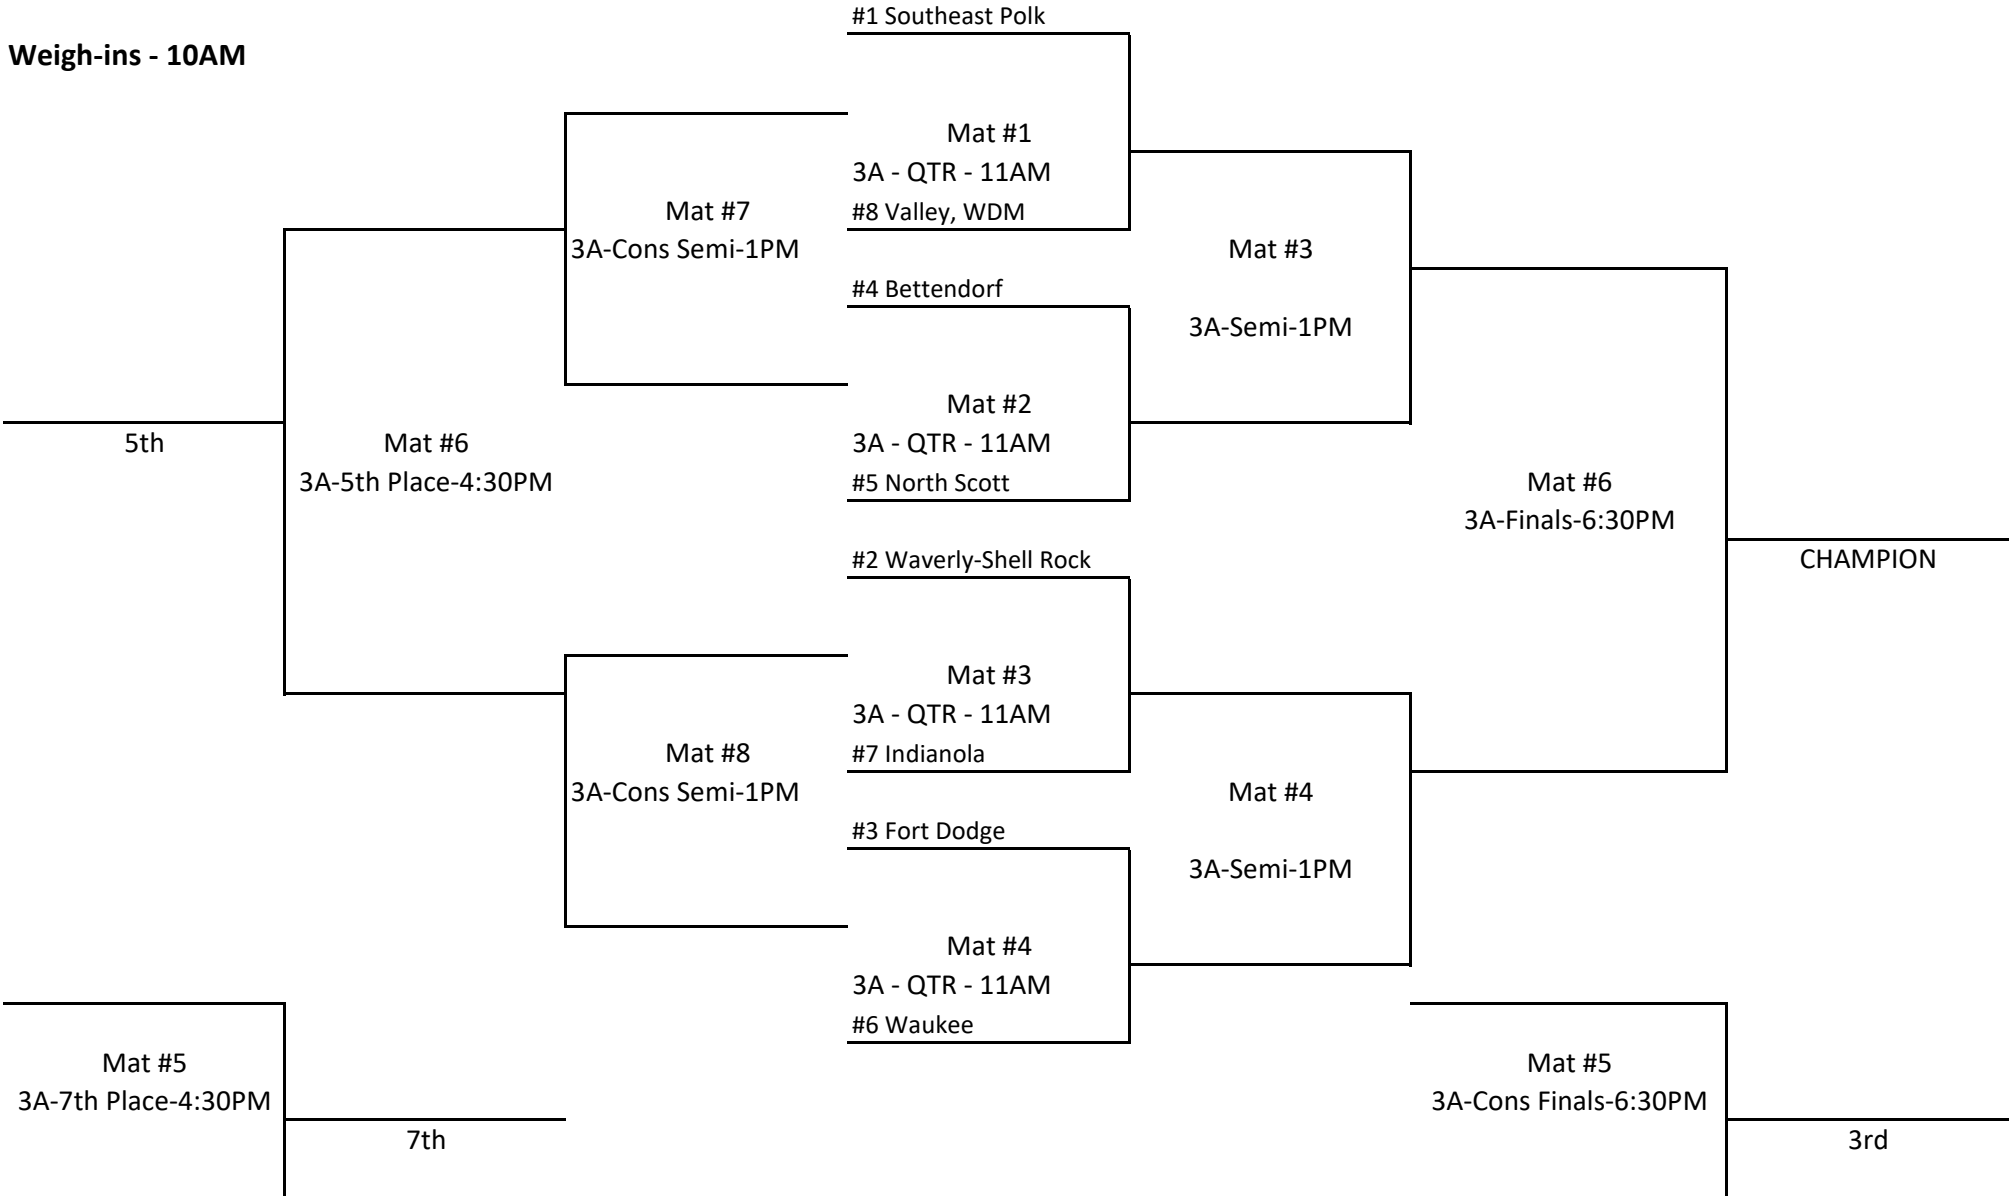 #1 Southeast Polk
Weigh-ins - 10AM
Mat #1
3A - QTR - 11AM
#8 Valley, WDM
Mat #7
3A-Cons Semi-1PM
Mat #3
3A-Semi-1PM
#4 Bettendorf
Mat #2
3A - QTR - 11AM
#5 North Scott
5th
Mat #6
3A-5th Place-4:30PM
Mat #6
3A-Finals-6:30PM
CHAMPION
#2 Waverly-Shell Rock
Mat #3
3A - QTR - 11AM
#7 Indianola
Mat #8
3A-Cons Semi-1PM
Mat #4
3A-Semi-1PM
#3 Fort Dodge
Mat #4
3A - QTR - 11AM
#6 Waukee
Mat #5
3A-7th Place-4:30PM
7th
Mat #5
3A-Cons Finals-6:30PM
3rd